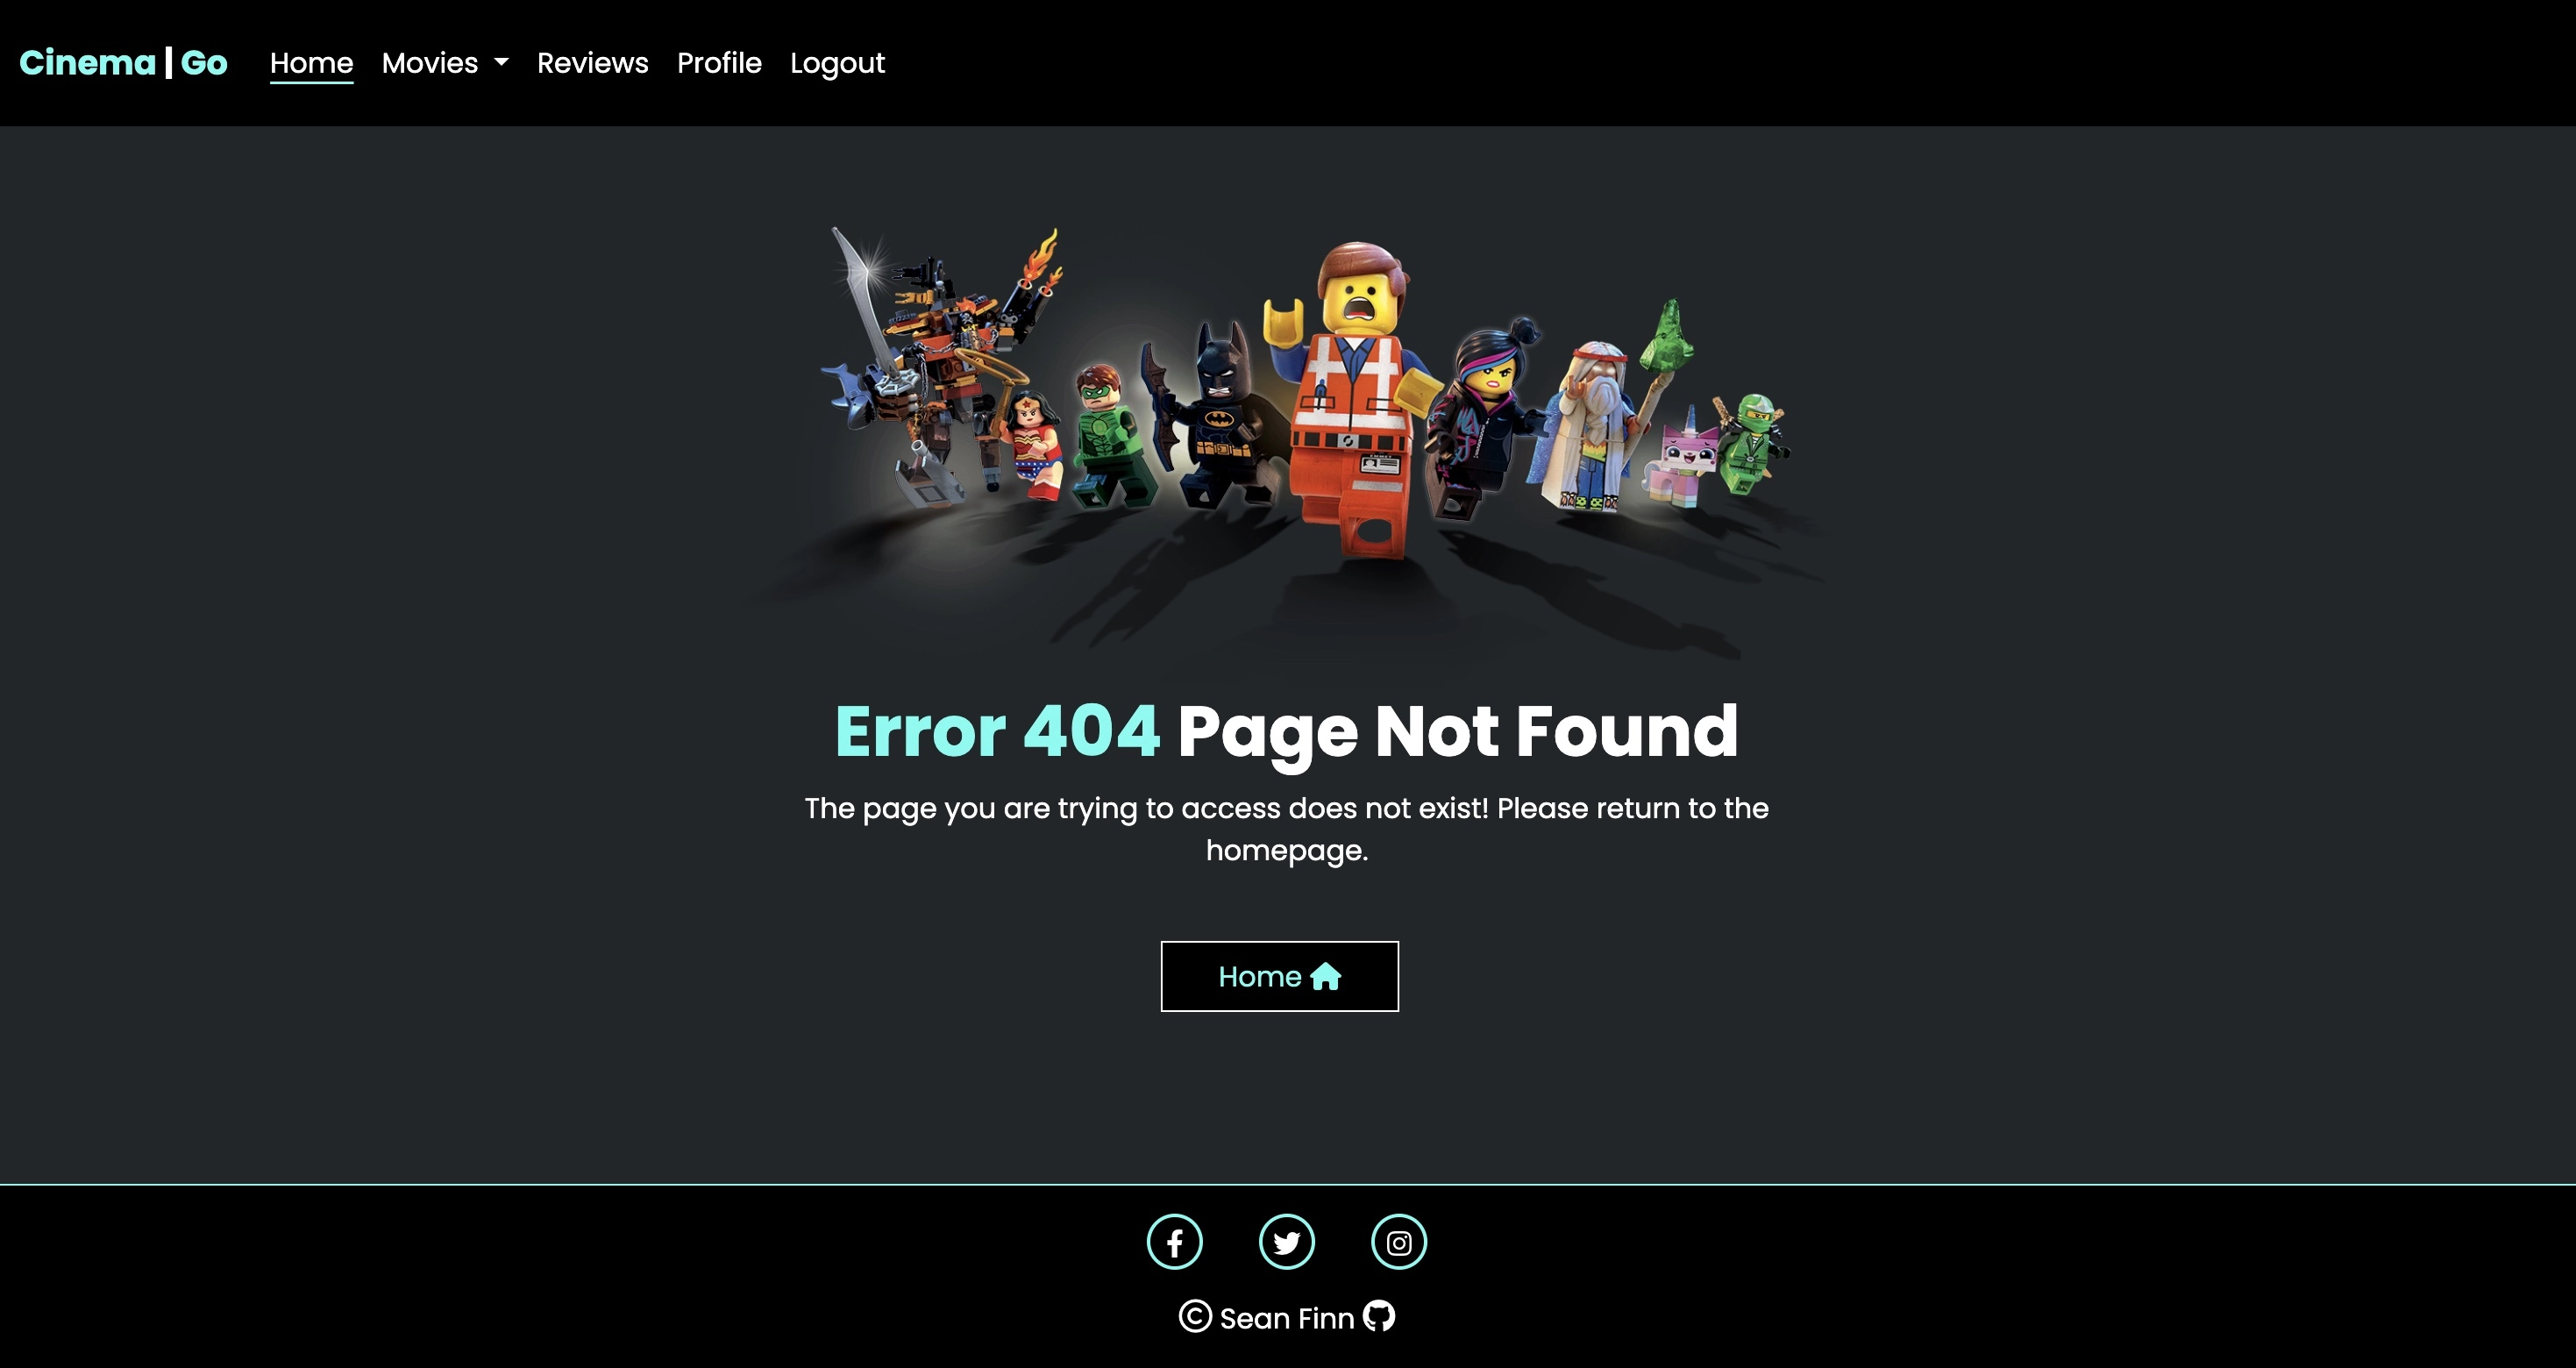 Cinema | Go Home Movies Reviews Profile Logout
Error 404 Page Not Found
The page you are trying to access does not exist! Please return to the
homepage.
Home
© Sean Finn